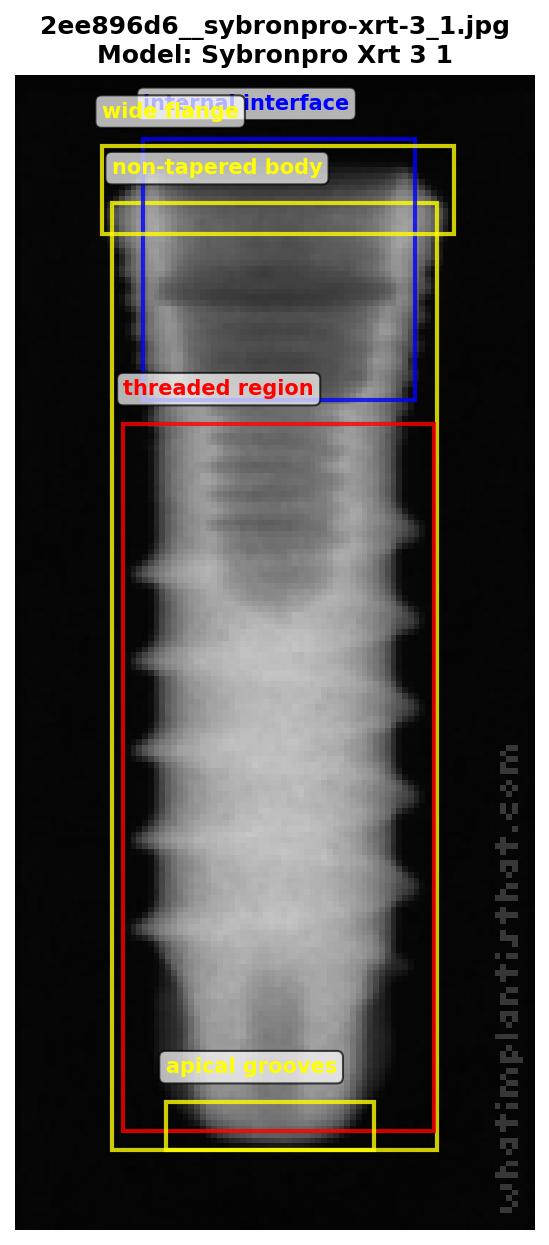 2ee896d6__sybronpro-xrt-3_1.jpg
Model: Sybronpro Xrt 3 1
internal interface
wide flange
non-tapered body
threaded region
apical grooves
whatimplantisthat.com